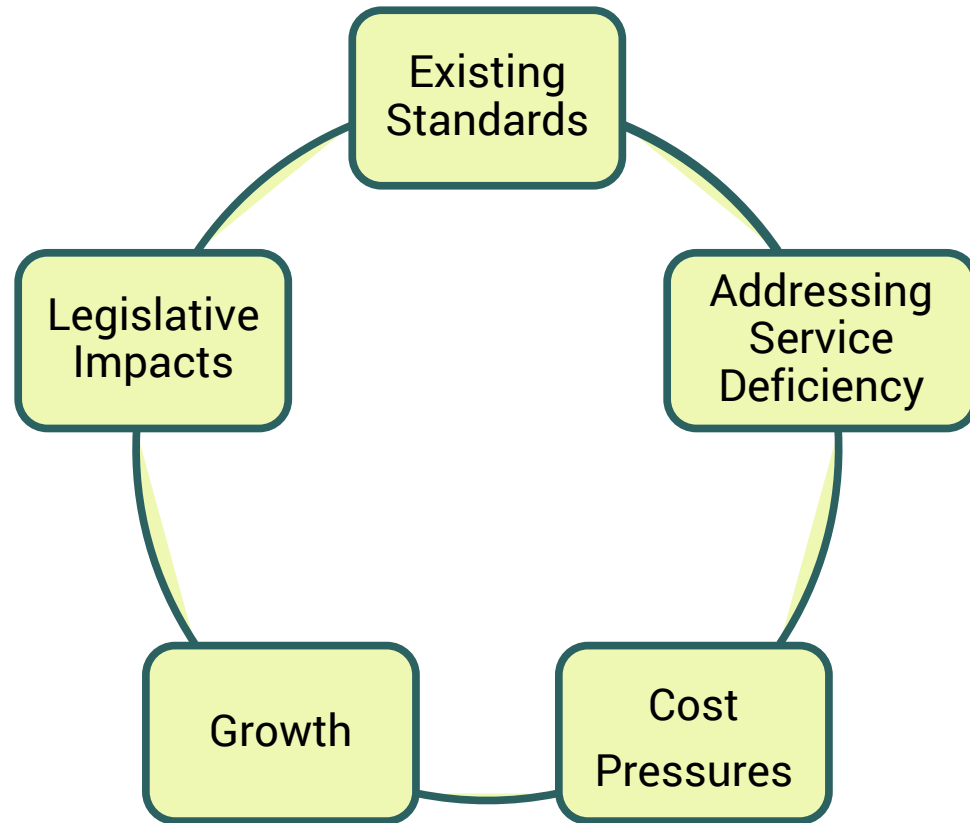 Existing
Standards
Addressing
Service
Deficiency
Cost
Pressures
Growth
Legislative
Impacts